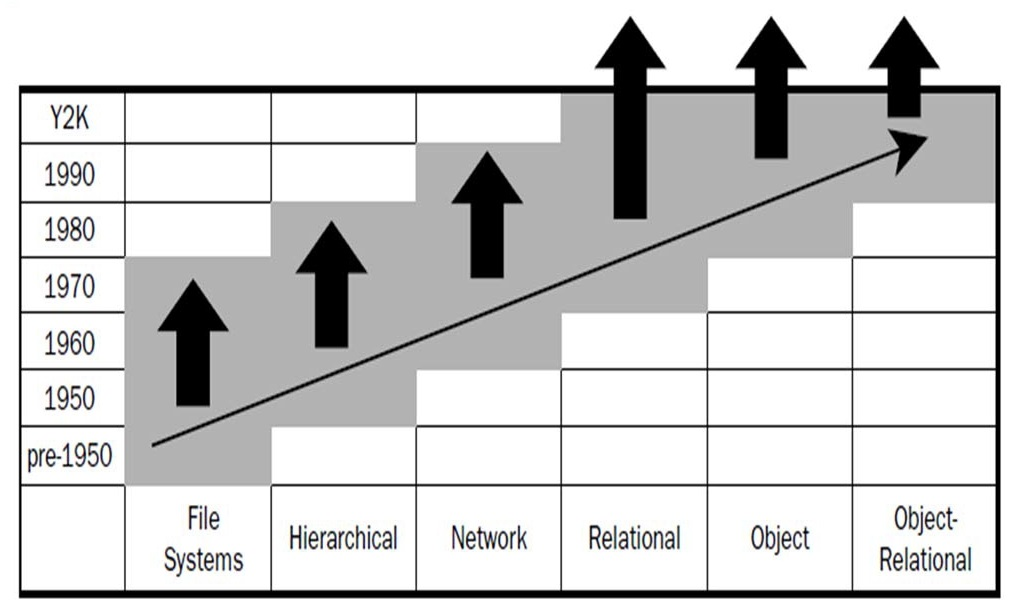 Y2K
1990
1980
1970
1960
1950
pre-1950
File
Systems
Hierarchical
Network
Relational
Object
Object-
Relational